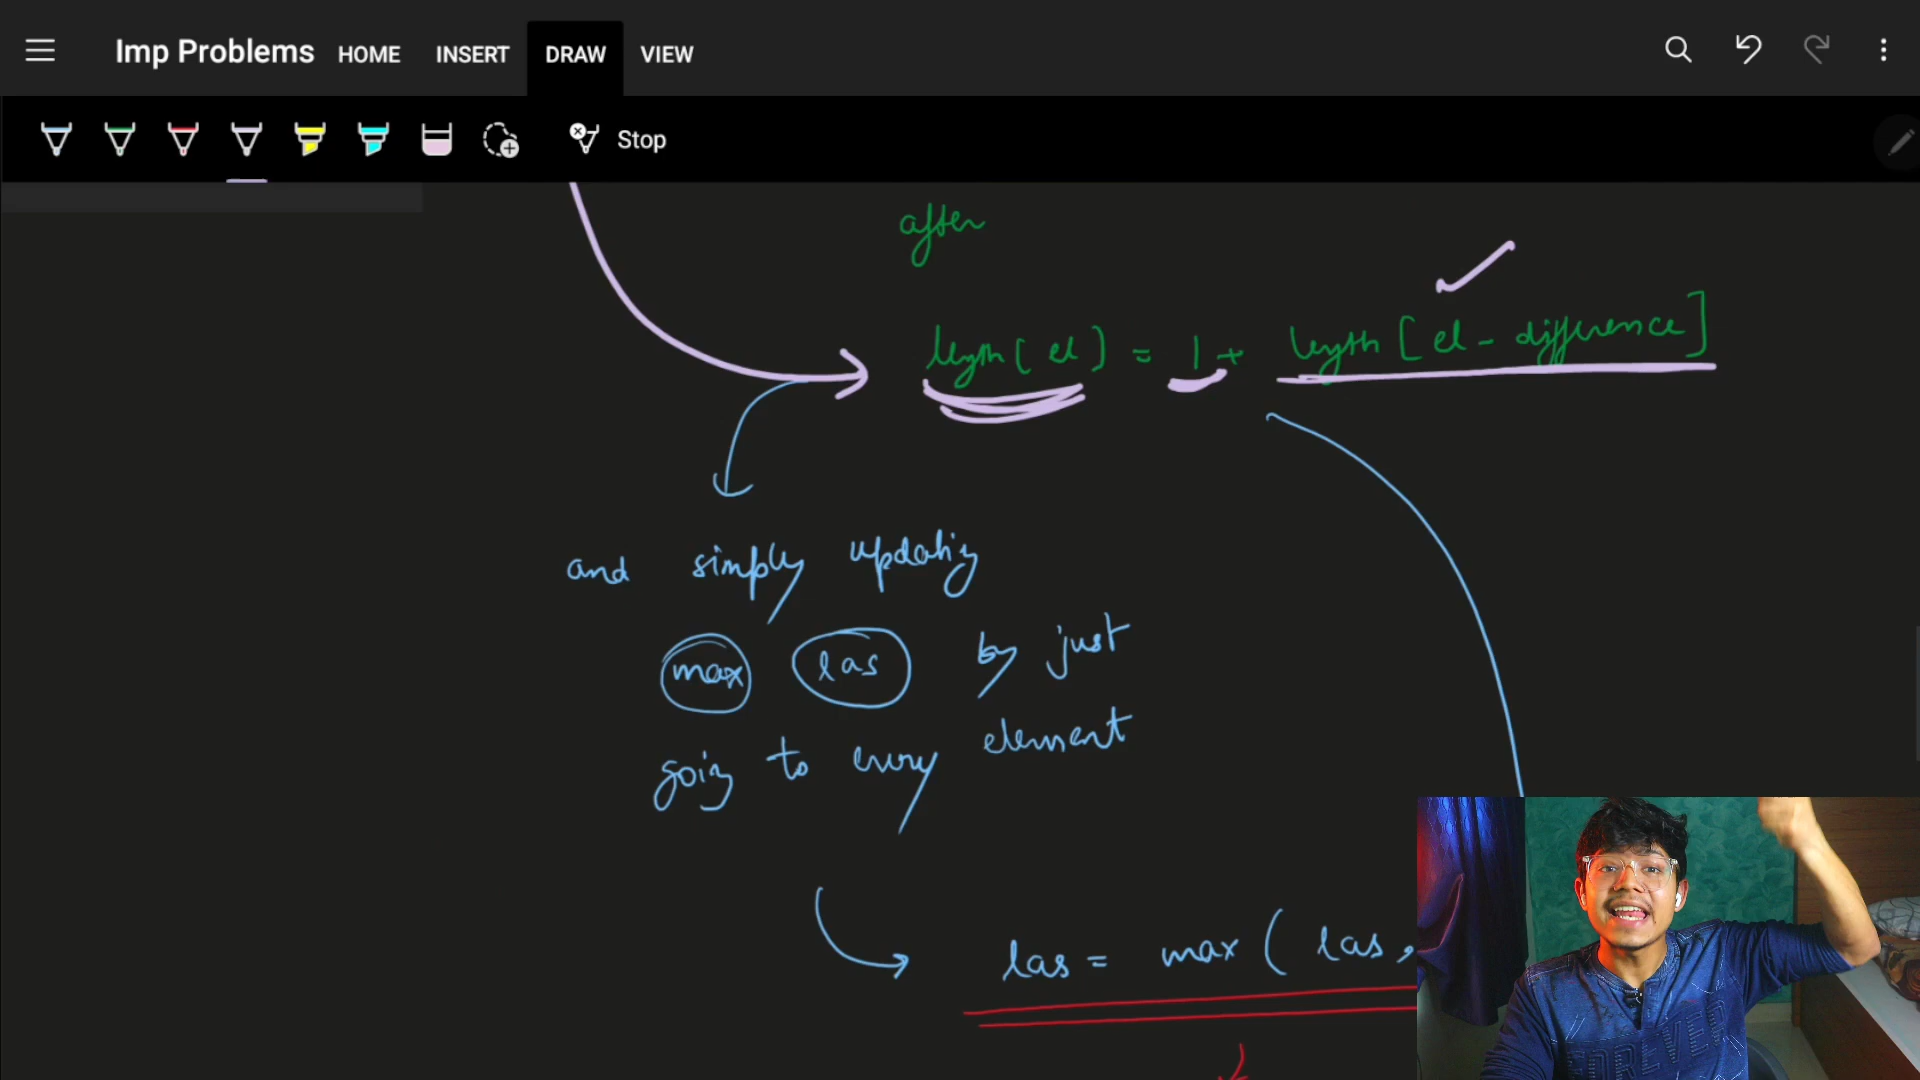 Imp Problems HOME INSERT DRAW VIEW
Stop
after
length[el] = 1 + length[el - difference]
and simply updating
max las by just
going to every element
las = max( las,
FOREVER